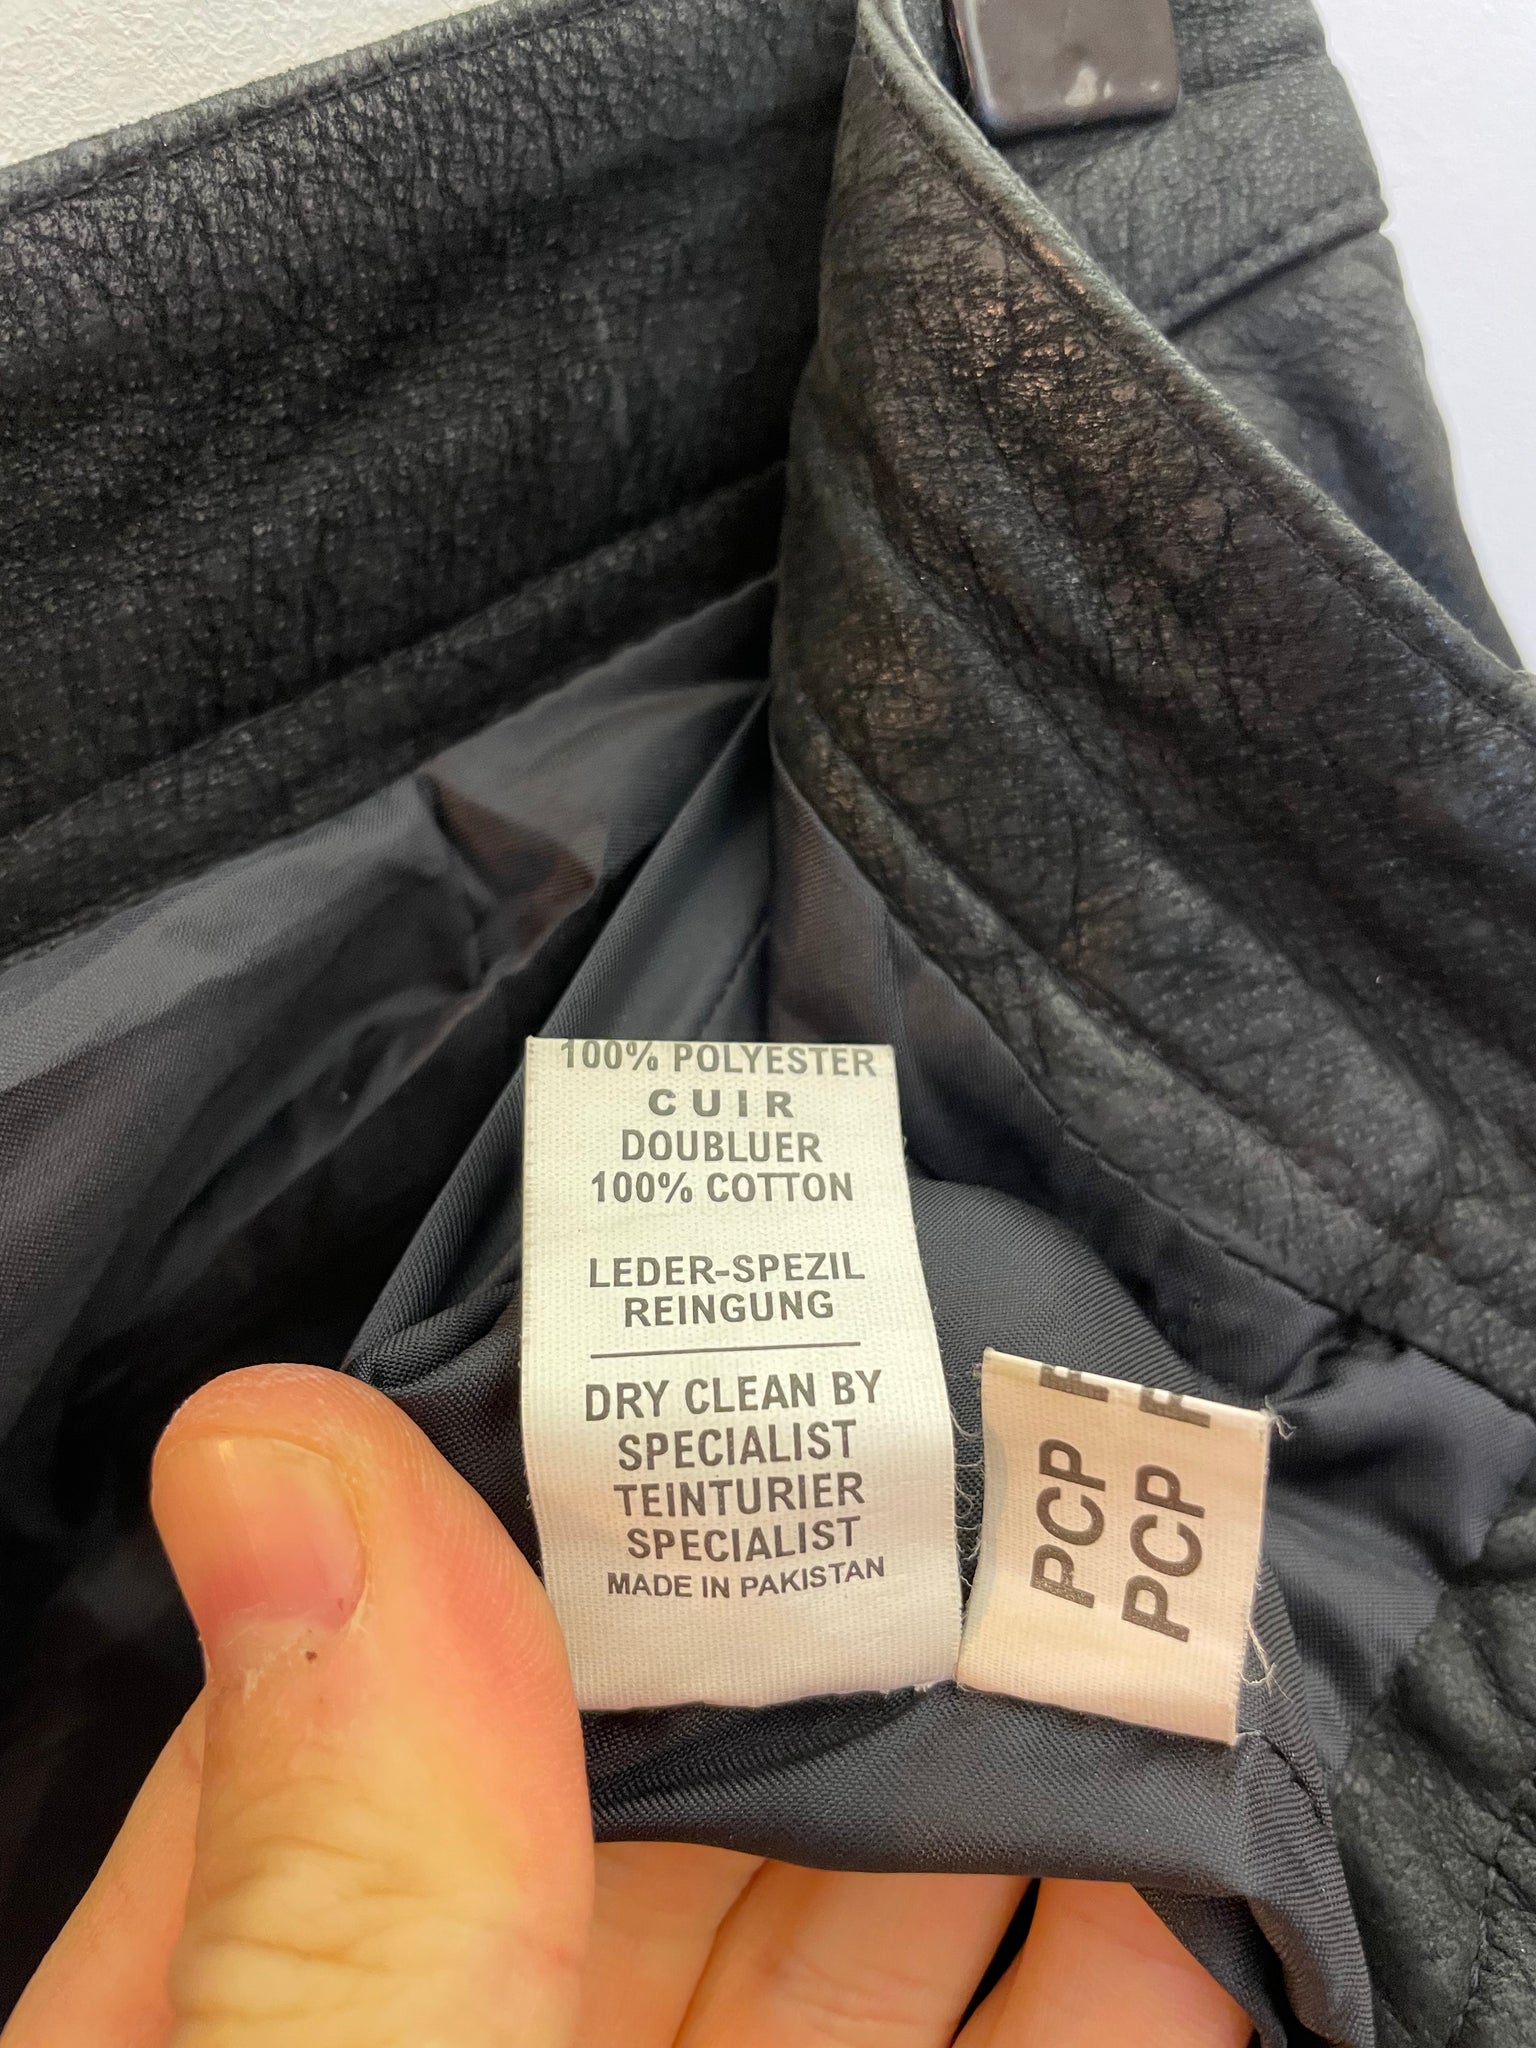 100% POLYESTER
CUIR
DOUBLUER
100% COTTON
LEDER-SPEZIL
REINGUNG
DRY CLEAN BY
SPECIALIST
TEINTURIER
SPECIALIST
MADE IN PAKISTAN
PCP P
PCP P